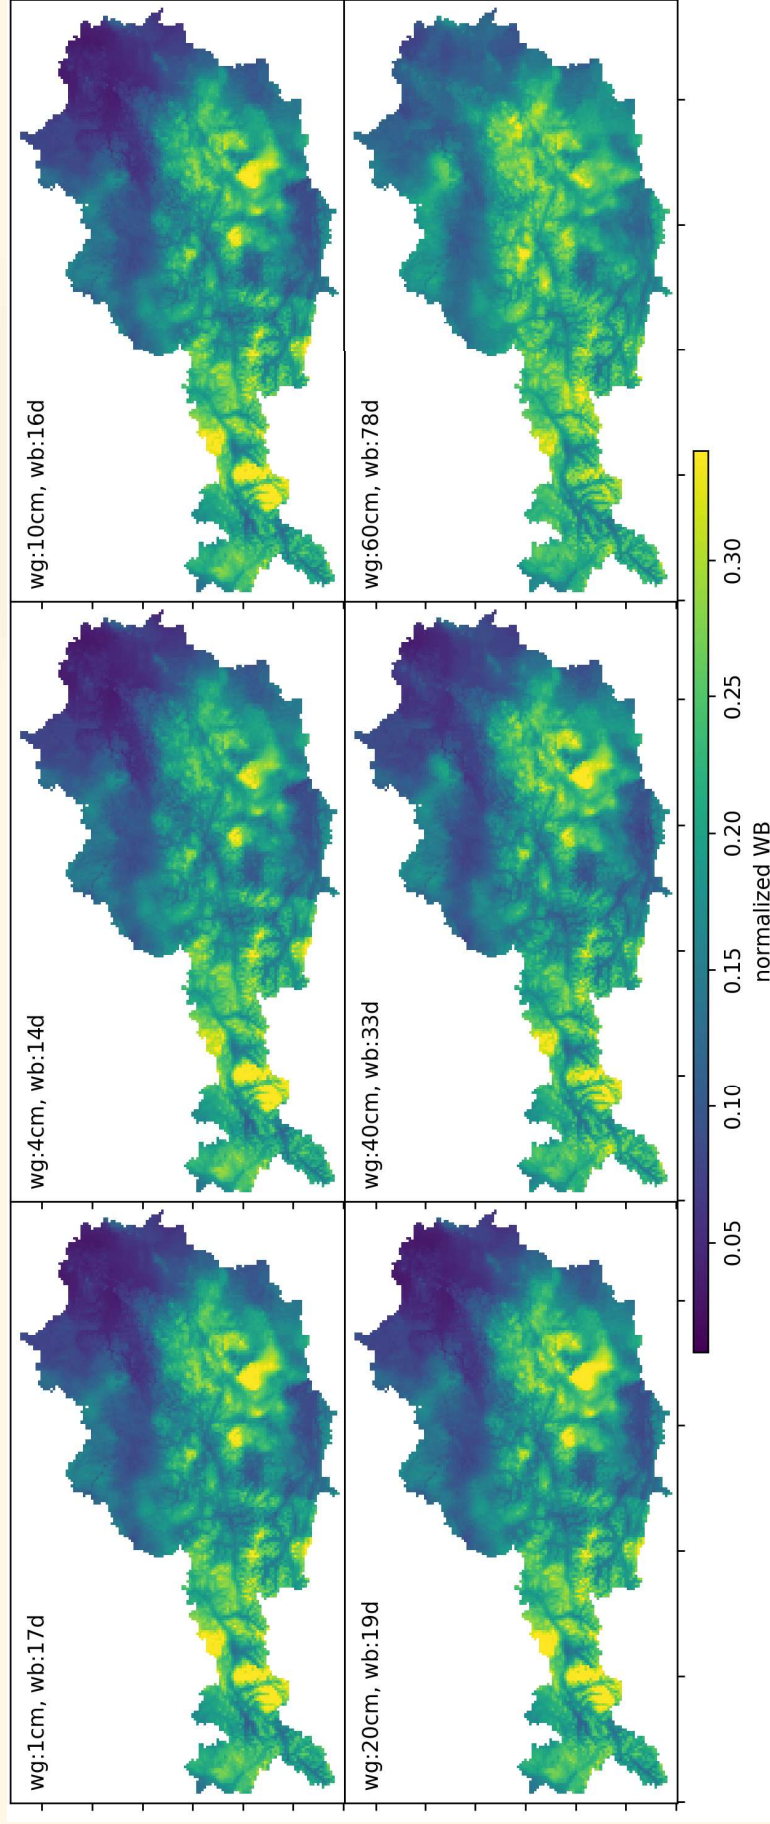 wg:1cm, wb:17d
wg:4cm, wb:14d
wg:10cm, wb:16d
wg:20cm, wb:19d
wg:40cm, wb:33d
wg:60cm, wb:78d
0.05
0.10
0.15
0.20
0.25
0.30
normalized WB